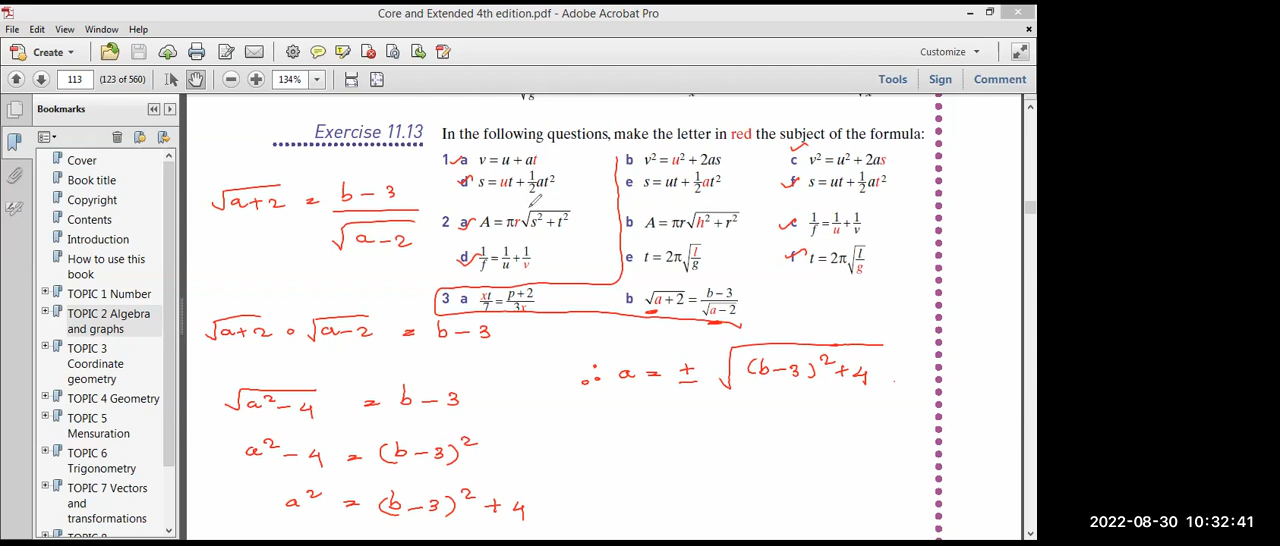 Core and Extended 4th edition.pdf - Adobe Acrobat Pro
File Edit View Window Help
Create Customize
113 (123 of 560) 134% Tools Sign Comment
Bookmarks
Cover
Book title
Copyright
Contents
Introduction
How to use this
book
TOPIC 1 Number
TOPIC 2 Algebra
and graphs
TOPIC 3
Coordinate
geometry
TOPIC 4 Geometry
TOPIC 5
Mensuration
TOPIC 6
Trigonometry
TOPIC 7 Vectors
and
transformations
Exercise 11.13 In the following questions, make the letter in red the subject of the formula:
1 a v = u + at b v² = u² + 2as c v² = u² + 2as
d s = ut + ½at² e s = ut + ½at² f s = ut + ½at²
2 a A = πr√(s² + t²) b A = πr√(h² + r²) c 1/f = 1/u + 1/v
d 1/f = 1/u + 1/v e t = 2π√(l/g) f t = 2π√(l/g)
3 a xt/7 = (p+2)/3x b √(a+2) = (b−3)/√(a−2)
√(a+2) = (b−3)/√(a−2)
√(a+2) · √(a−2) = b−3
√(a²−4) = b−3
a²−4 = (b−3)²
a² = (b−3)² + 4
∴ a = ± √((b−3)²+4)
2022-08-30 10:32:41